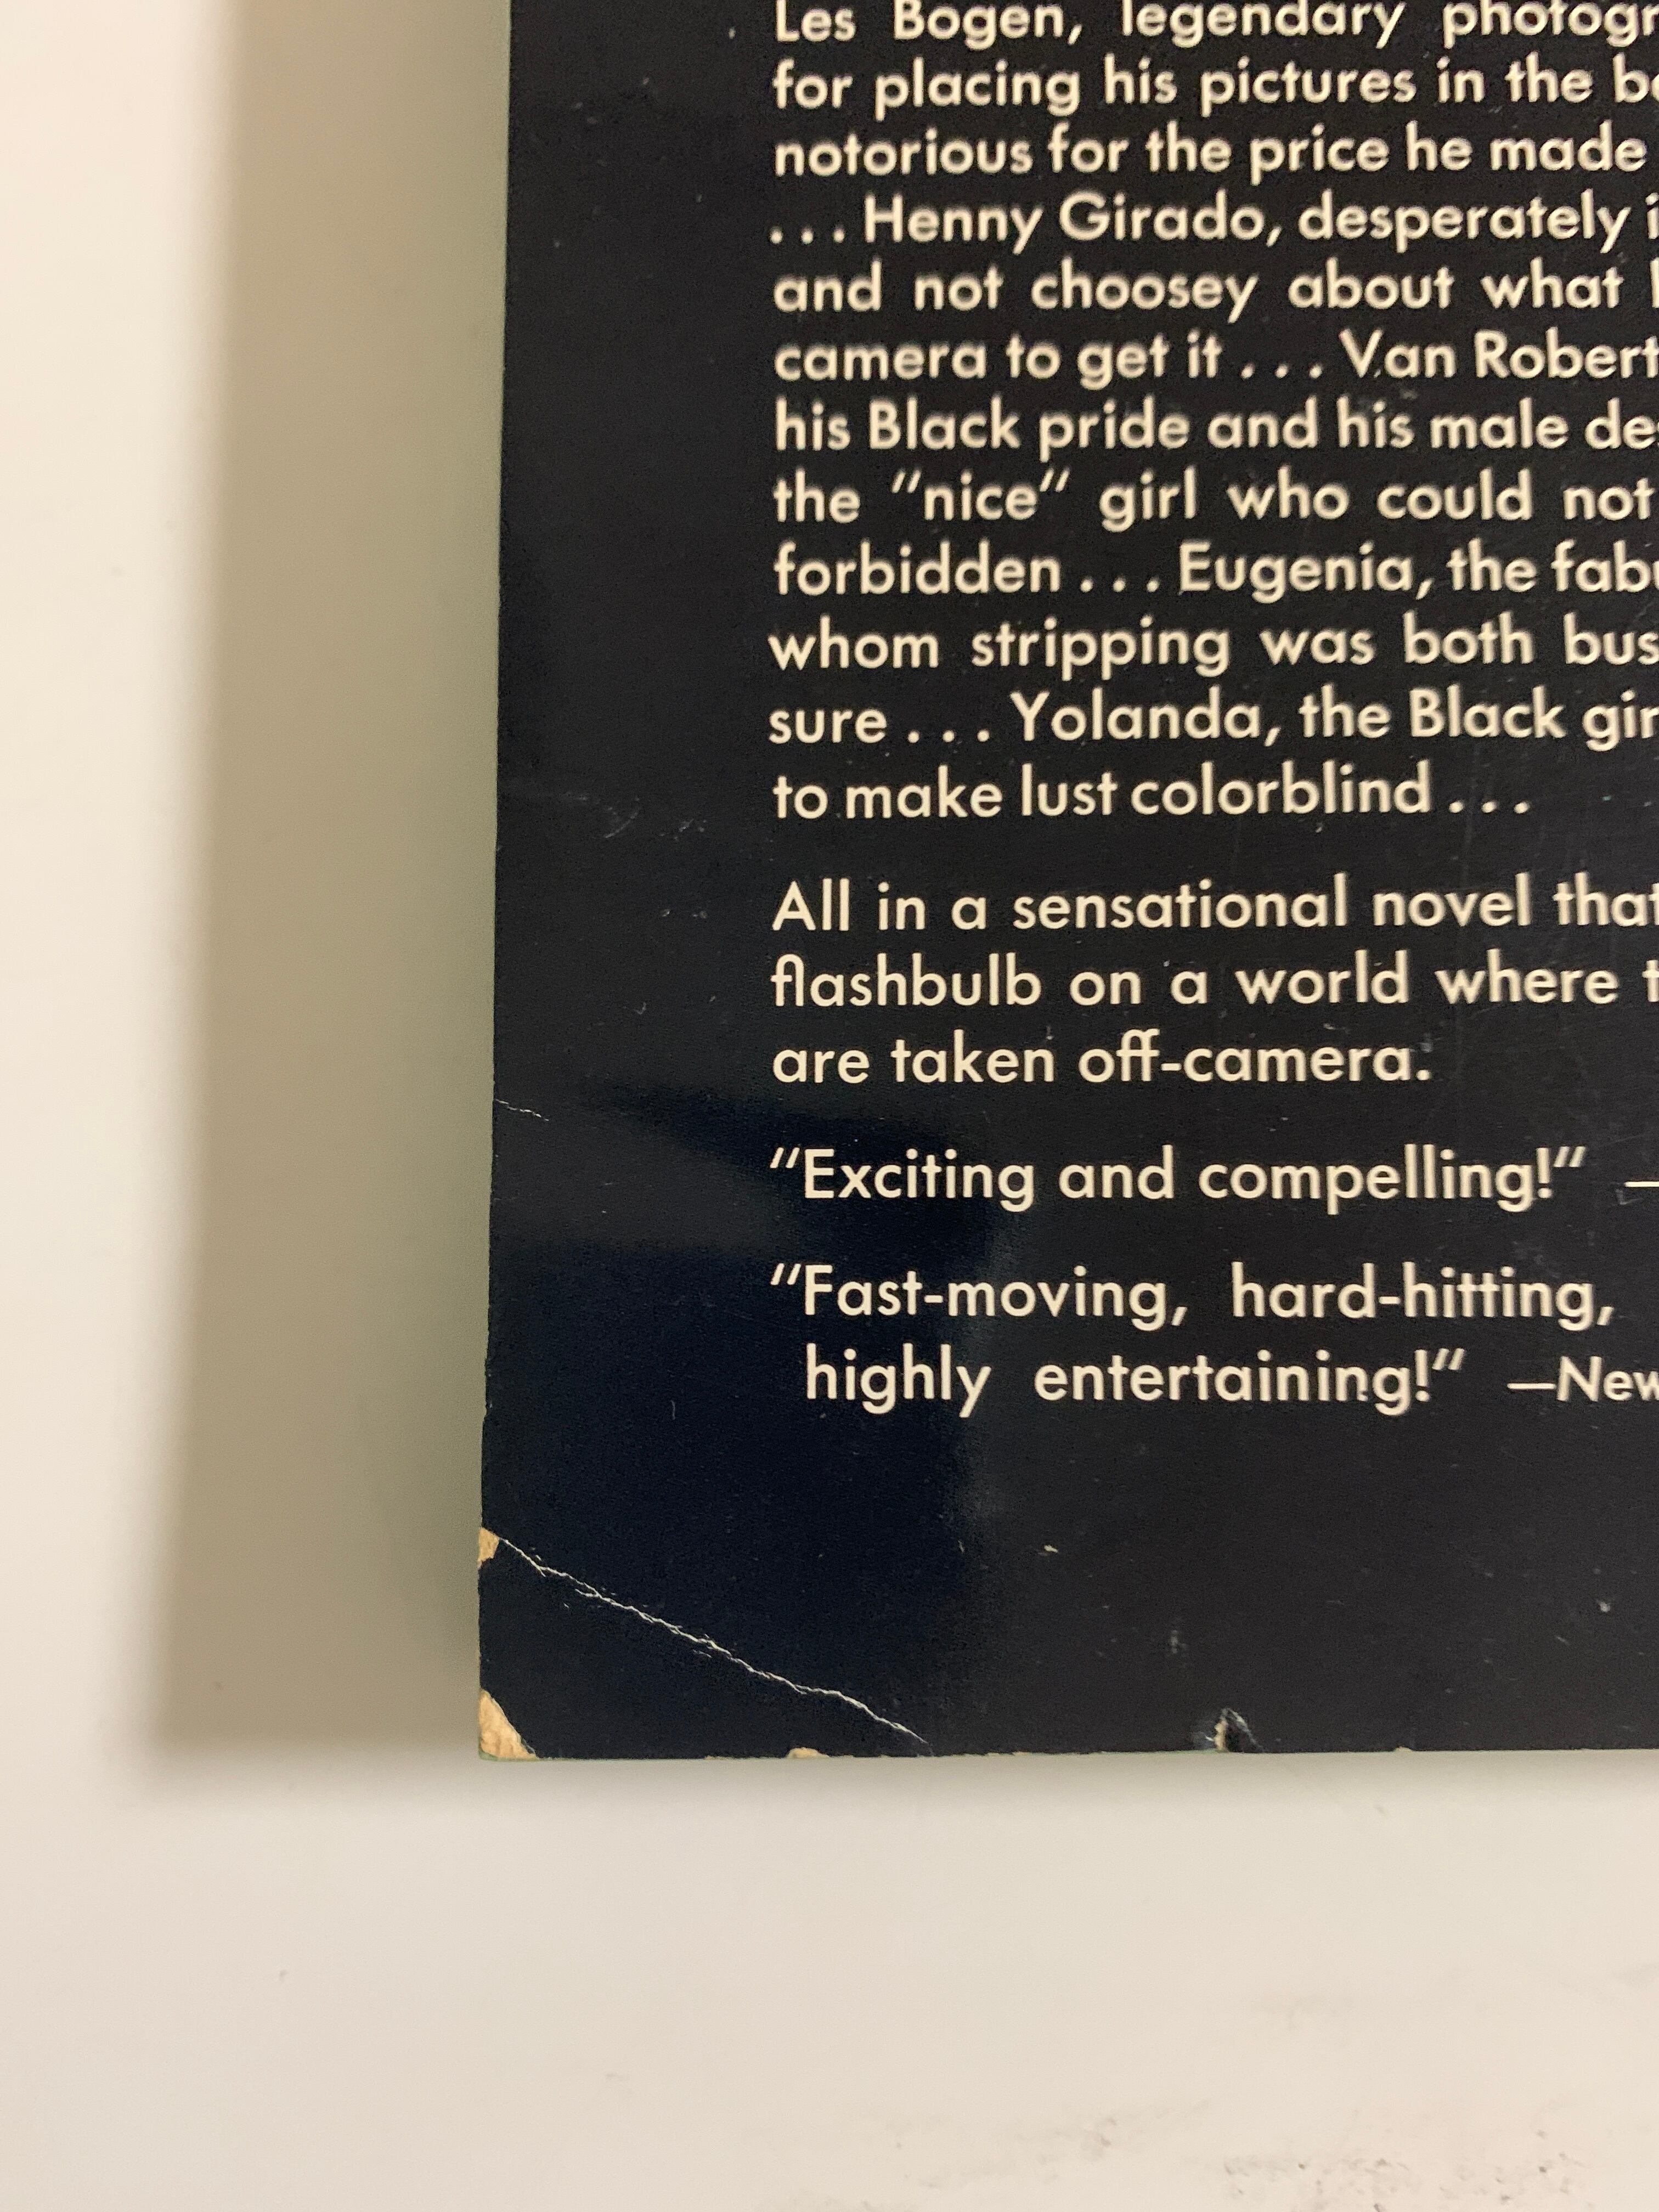 Les Bogen, legendary
for placing his pictures in the
notorious for the price he made
. . . Henny Girado, desperately
and not choosey about what
camera to get it . . . Van
his Black pride and his male
the "nice" girl who could not
forbidden . . . Eugenia, the
whom stripping was both
sure . . . Yolanda, the Black
to make lust colorblind . . .
All in a sensational novel
flashbulb on a world where
are taken off-camera.
"Exciting and compelling!" —
"Fast-moving, hard-hitting,
highly entertaining!" —New